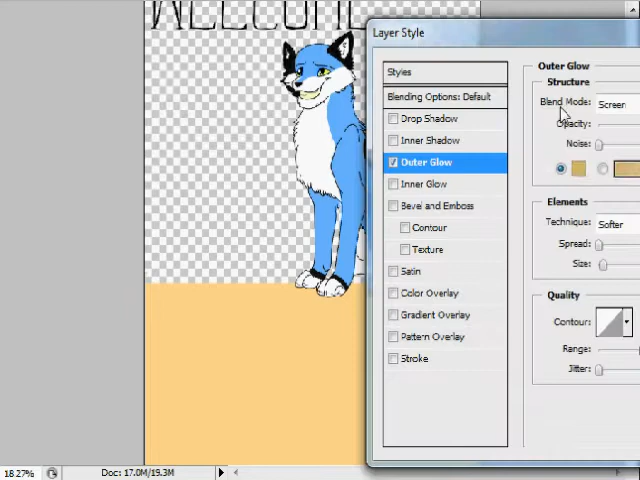 WELCOME
Layer Style
Styles
Blending Options: Default
Drop Shadow
Inner Shadow
Outer Glow
Inner Glow
Bevel and Emboss
Contour
Texture
Satin
Color Overlay
Gradient Overlay
Pattern Overlay
Stroke
Outer Glow
Structure
Blend Mode: Screen
Opacity:
Noise:
Elements
Technique: Softer
Spread:
Size:
Quality
Contour:
Range:
Jitter:
18.27% Doc: 17.0M/19.3M